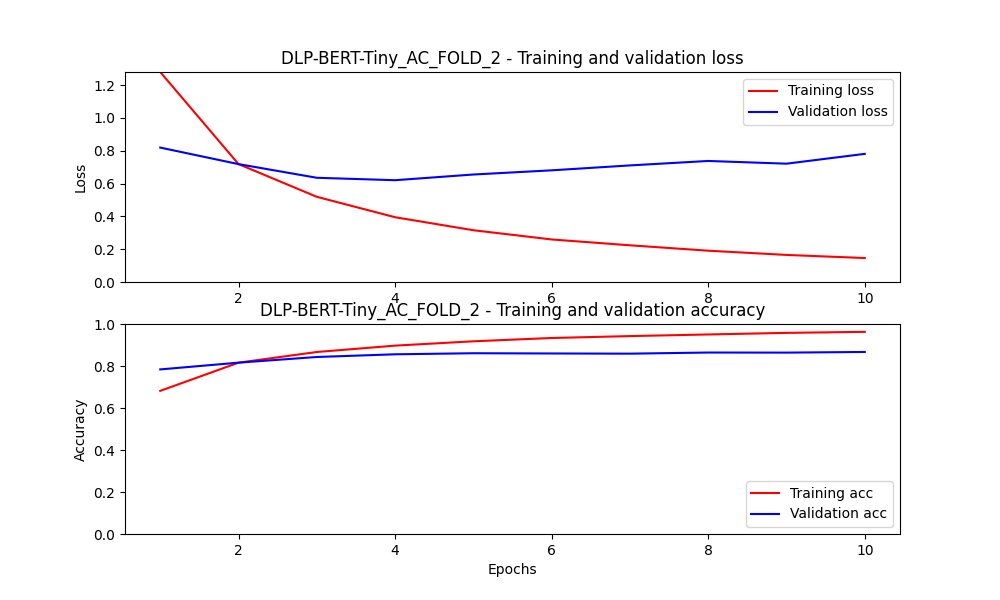 DLP-BERT-Tiny_AC_FOLD_2 - Training and validation loss
1.2
1.0
0.8
0.6
0.4
0.2
0.0
Loss
Training loss
Validation loss
2 4 6 8 10
DLP-BERT-Tiny_AC_FOLD_2 - Training and validation accuracy
1.0
0.8
0.6
0.4
0.2
0.0
Accuracy
Training acc
Validation acc
2 4 6 8 10
Epochs